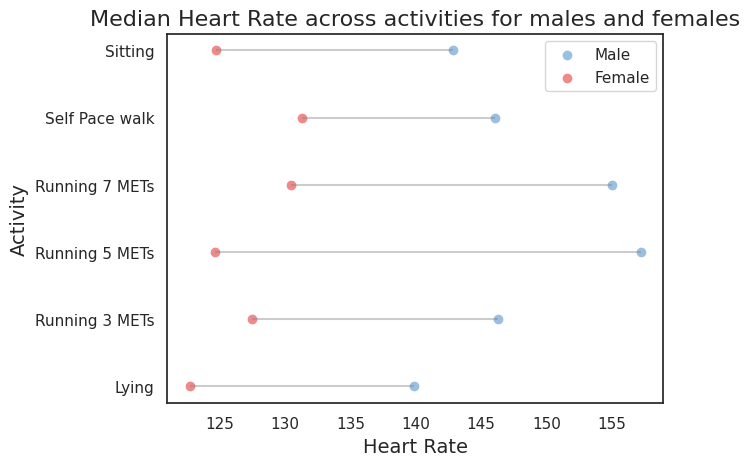 Median Heart Rate across activities for males and females
Male
Female
Activity
Sitting
Self Pace walk
Running 7 METs
Running 5 METs
Running 3 METs
Lying
125 130 135 140 145 150 155
Heart Rate